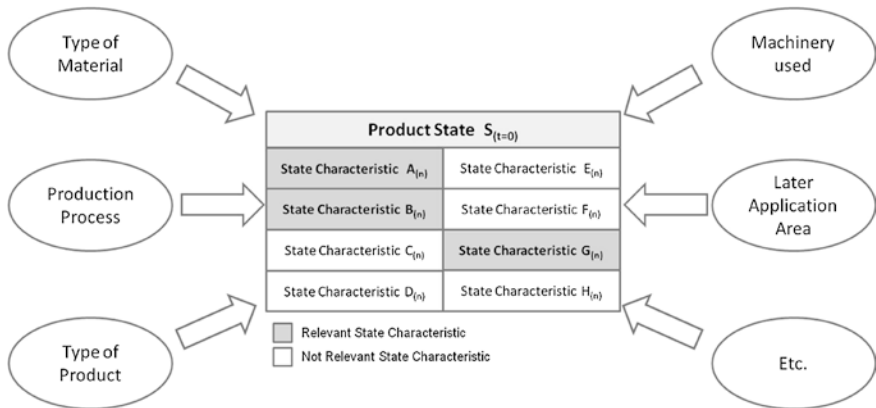 Type of
Material
Machinery
used
Product State S(t=0)
State Characteristic A(n)
State Characteristic E(n)
Production
Process
State Characteristic B(n)
State Characteristic F(n)
Later
Application
Area
State Characteristic C(n)
State Characteristic G(n)
State Characteristic D(n)
State Characteristic H(n)
Type of
Product
Relevant State Characteristic
Not Relevant State Characteristic
Etc.